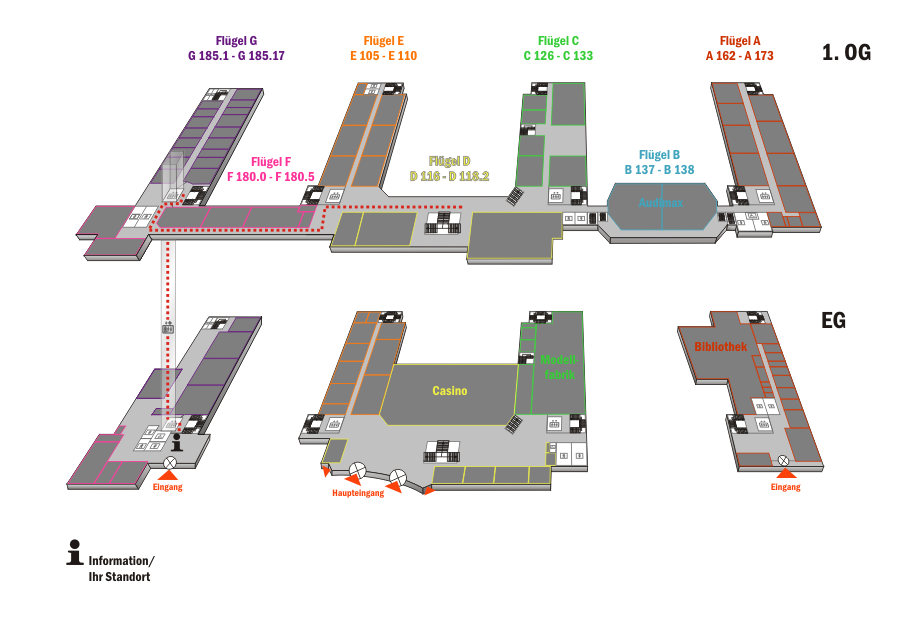 Flügel G
G 185.1 - G 185.17
Flügel E
E 105 - E 110
Flügel C
C 126 - C 133
Flügel A
A 162 - A 173
1. OG
Flügel F
F 180.0 - F 180.5
Flügel D
D 116 - D 118.2
Flügel B
B 137 - B 138
Audimax
EG
Bibliothek
Modell-
fabrik
Casino
Eingang
Haupteingang
Eingang
Information/
Ihr Standort